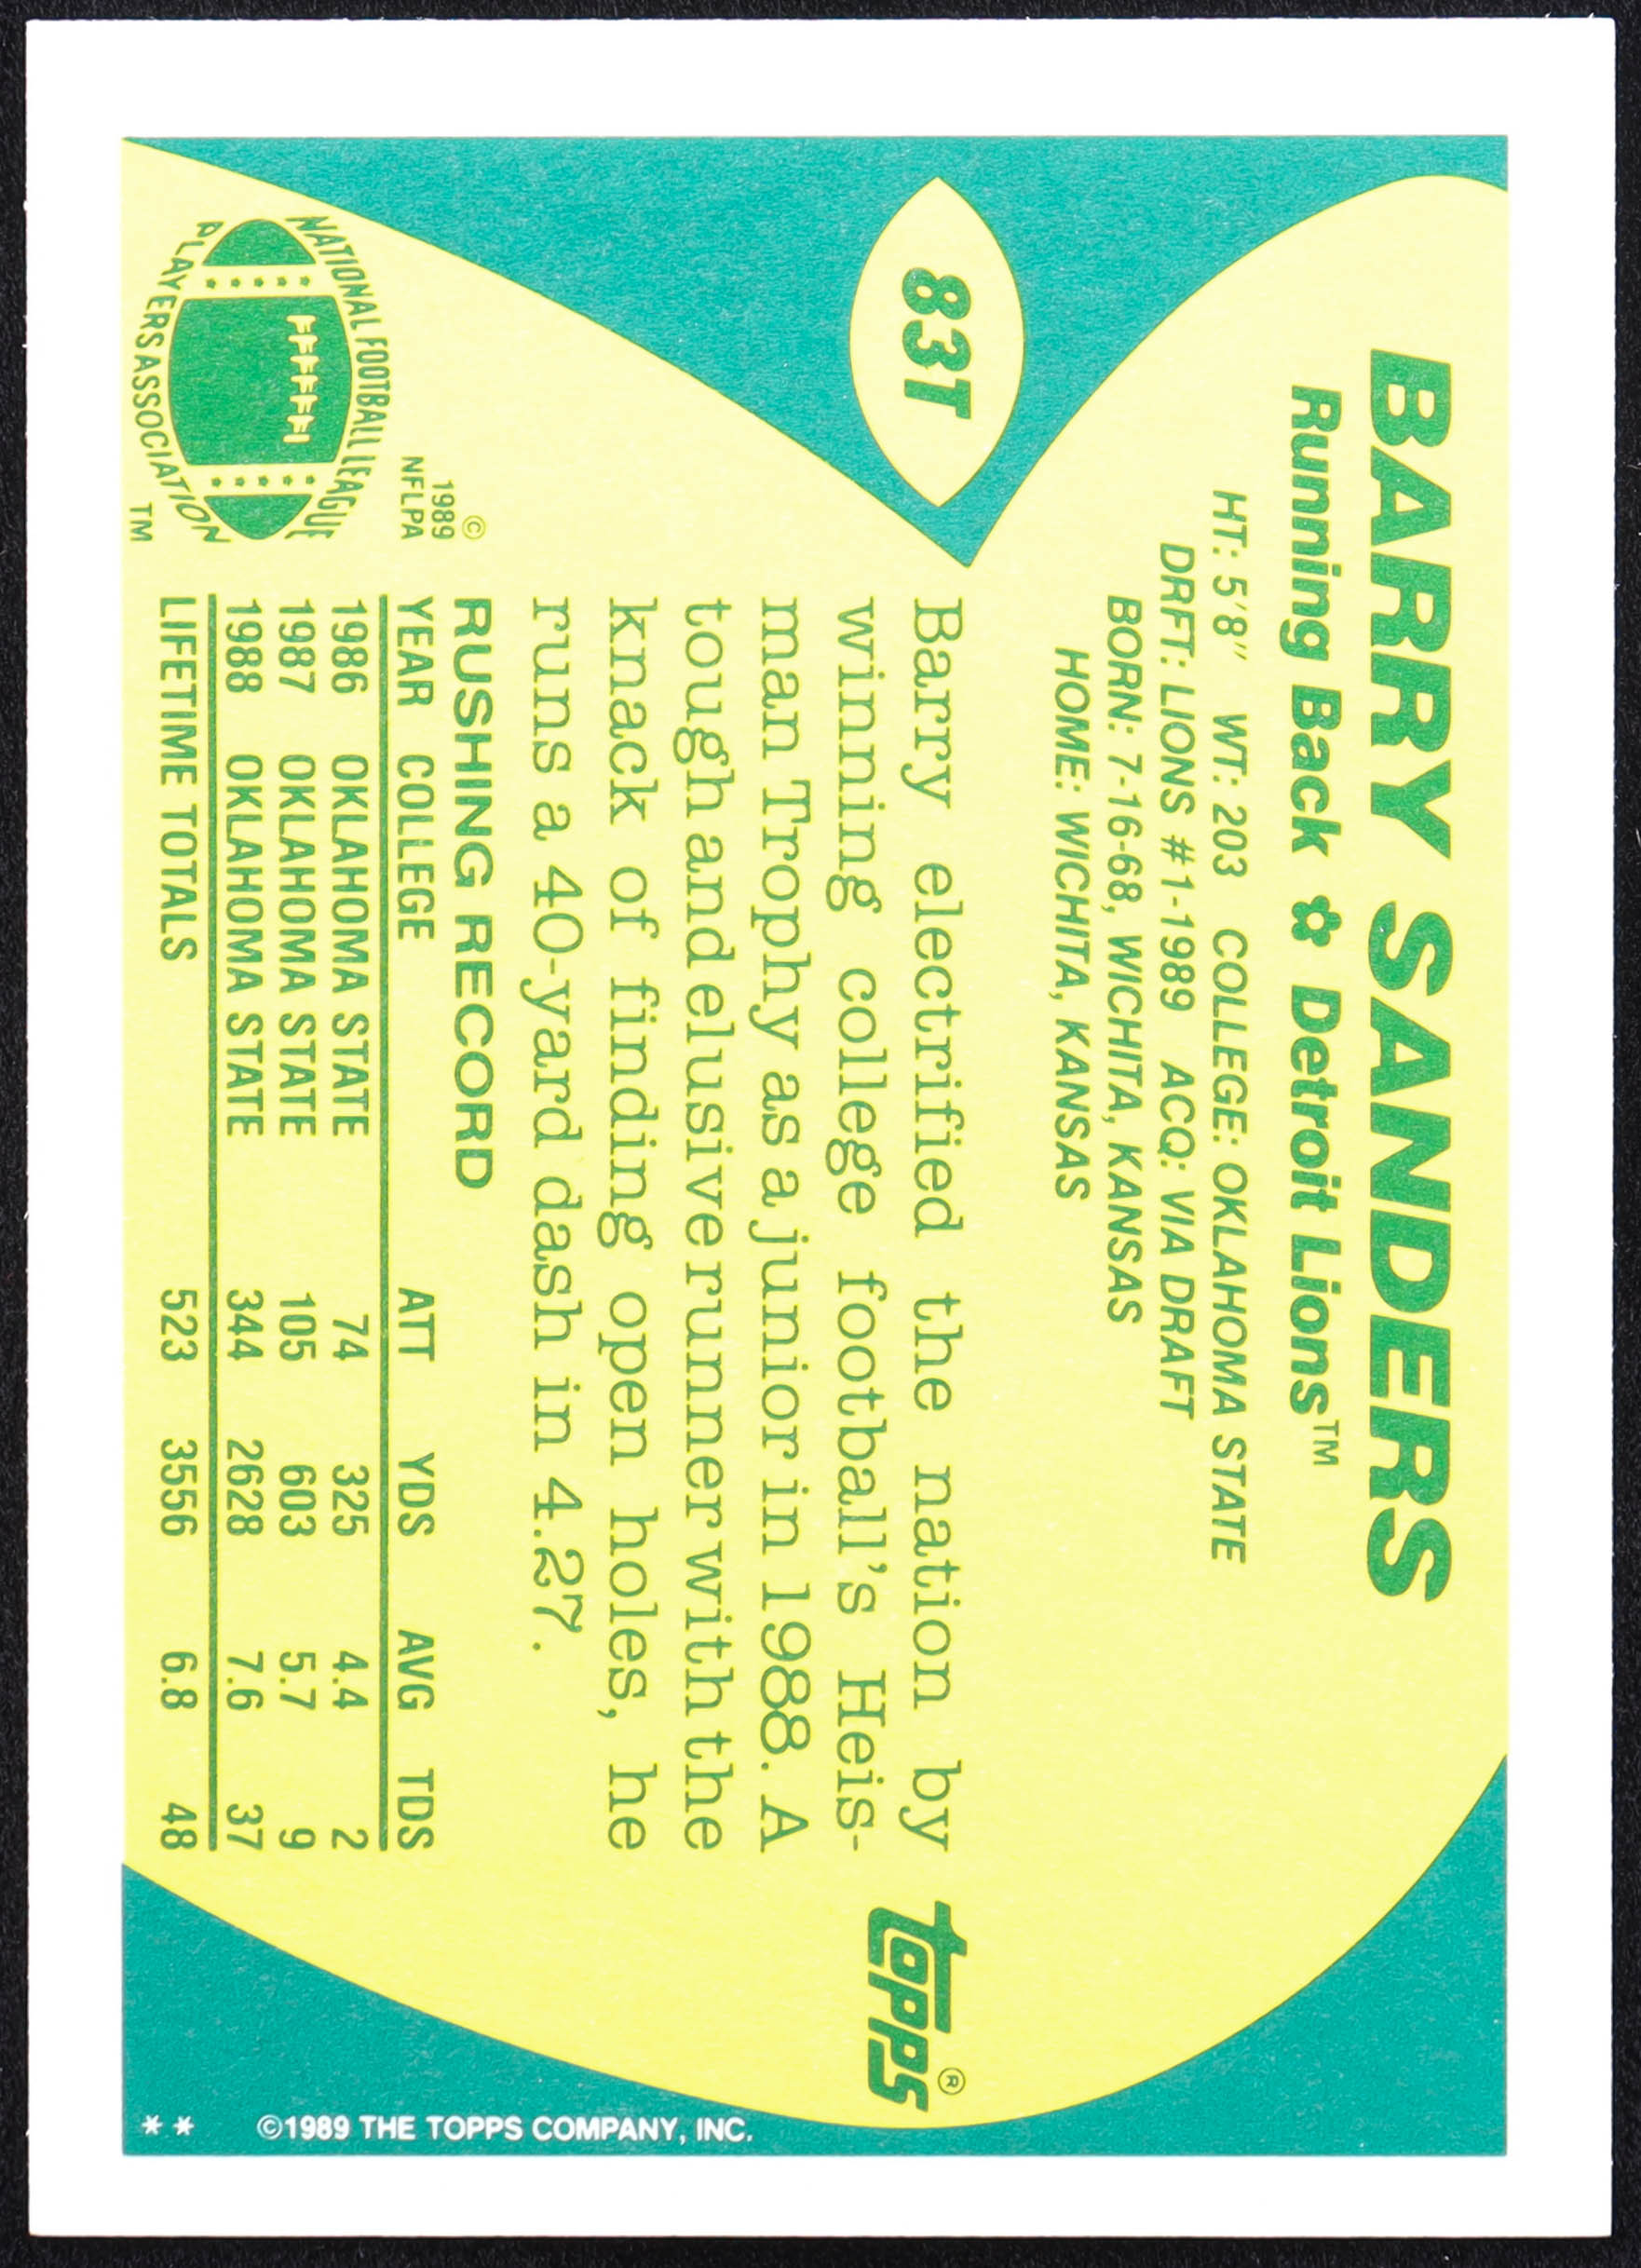 BARRY SANDERS
Running Back ✿ Detroit Lions™
HT: 5'8" WT: 203 COLLEGE: OKLAHOMA STATE
DRFT: LIONS #1-1989 ACQ: VIA DRAFT
BORN: 7-16-68, WICHITA, KANSAS
HOME: WICHITA, KANSAS
83T
Barry electrified the nation by
winning college football's Heis-
man Trophy as a junior in 1988. A
tough and elusive runner with the
knack of finding open holes, he
runs a 40-yard dash in 4.27.
topps®
RUSHING RECORD
YEAR COLLEGE ATT YDS AVG TDS
1986 OKLAHOMA STATE 74 325 4.4 2
1987 OKLAHOMA STATE 105 603 5.7 9
1988 OKLAHOMA STATE 344 2628 7.6 37
LIFETIME TOTALS 523 3556 6.8 48
©
1989
NFLPA
NATIONAL FOOTBALL LEAGUE
PLAYERS ASSOCIATION
TM
©1989 THE TOPPS COMPANY, INC.
**